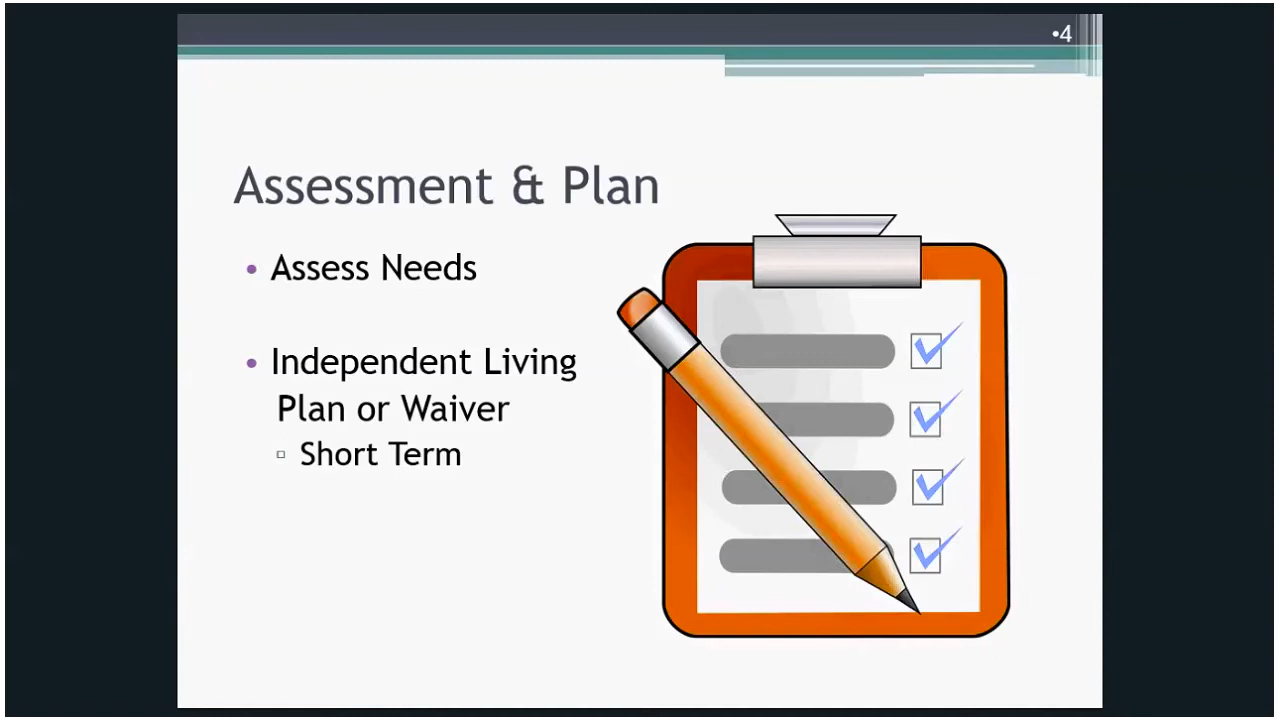 •4
Assessment & Plan
• Assess Needs
• Independent Living
Plan or Waiver
▫ Short Term